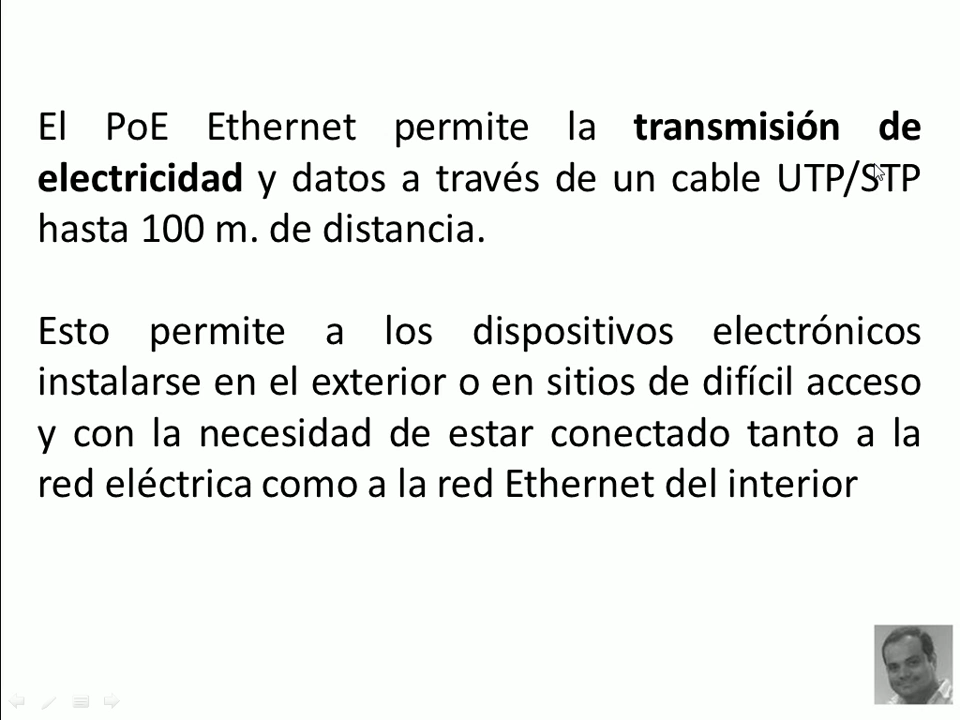 El PoE Ethernet permite la transmisión de
electricidad y datos a través de un cable UTP/STP
hasta 100 m. de distancia.
Esto permite a los dispositivos electrónicos
instalarse en el exterior o en sitios de difícil acceso
y con la necesidad de estar conectado tanto a la
red eléctrica como a la red Ethernet del interior